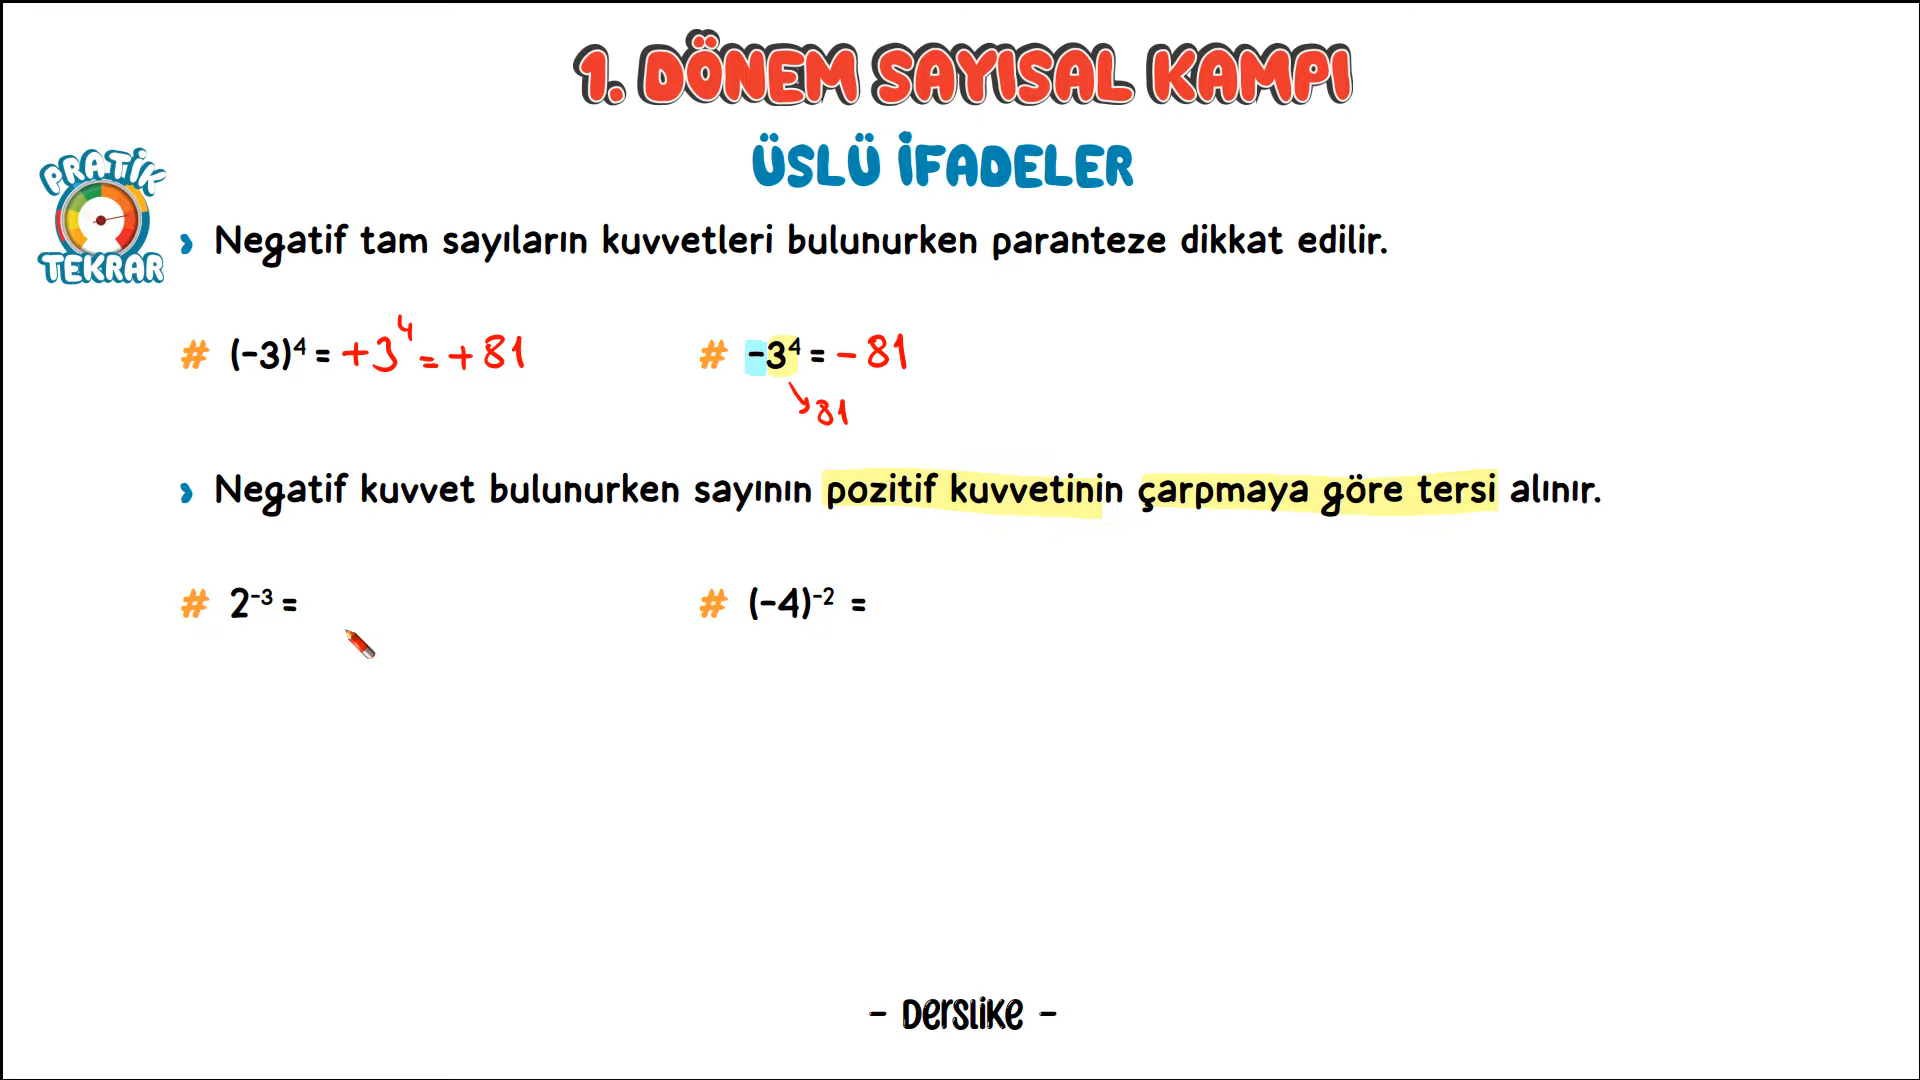 1. DÖNEM SAYISAL KAMPI
ÜSLÜ İFADELER
PRATİK
TEKRAR
› Negatif tam sayıların kuvvetleri bulunurken paranteze dikkat edilir.
# (-3)⁴ = +3⁴ = +81
# -3⁴ = -81
81
› Negatif kuvvet bulunurken sayının pozitif kuvvetinin çarpmaya göre tersi alınır.
# 2⁻³ =
# (-4)⁻² =
- DersLiKe -